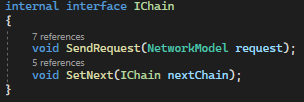 internal interface IChain
{
7 references
void SendRequest(NetworkModel request);
5 references
void SetNext(IChain nextChain);
}